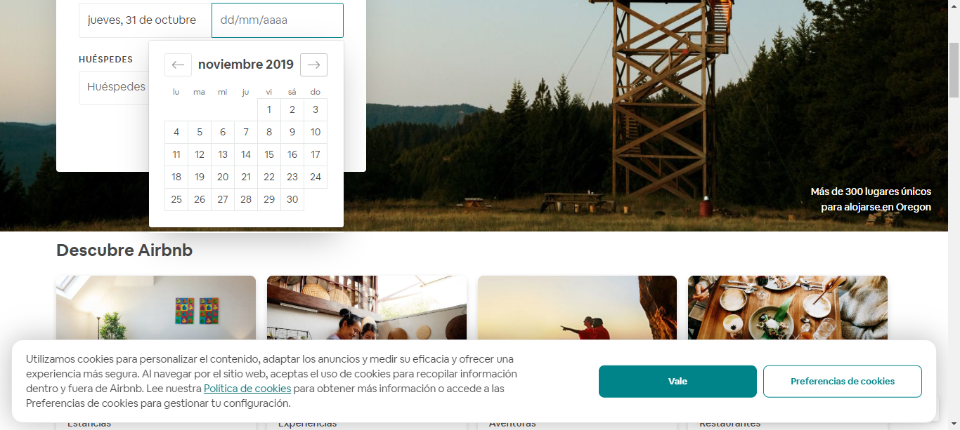 jueves, 31 de octubre
dd/mm/aaaa
HUÉSPEDES
Huéspedes
noviembre 2019
lu ma mi ju vi sá do
1 2 3
4 5 6 7 8 9 10
11 12 13 14 15 16 17
18 19 20 21 22 23 24
25 26 27 28 29 30
Más de 300 lugares únicos
para alojarse en Oregon
Descubre Airbnb
Utilizamos cookies para personalizar el contenido, adaptar los anuncios y medir su eficacia y ofrecer una
experiencia más segura. Al navegar por el sitio web, aceptas el uso de cookies para recopilar información
dentro y fuera de Airbnb. Lee nuestra Política de cookies para obtener más información o accede a las
Preferencias de cookies para gestionar tu configuración.
Vale
Preferencias de cookies
Estancias
Experiencias
Aventuras
Restaurantes